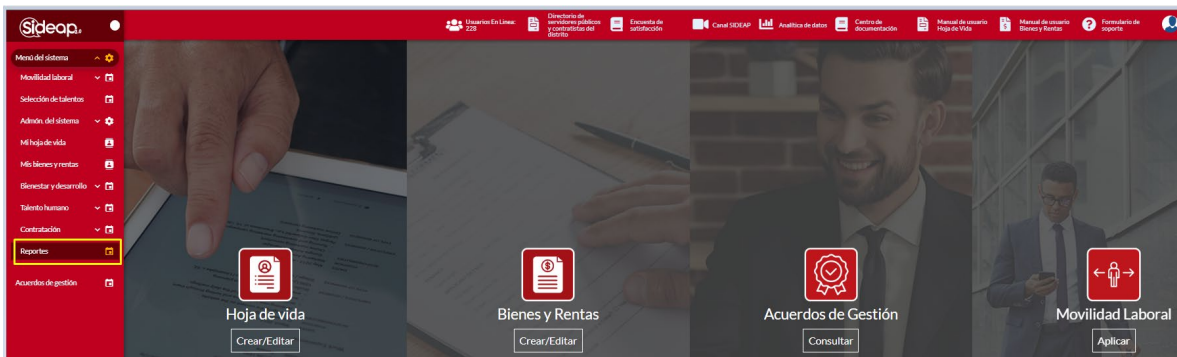 Sideap
Usuarios En Linea:
228
Directorio de
servidores públicos
y contratistas del
distrito
Encuesta de
satisfacción
Canal SIDEAP
Analítica de datos
Centro de
documentación
Manual de usuario
Hoja de Vida
Manual de usuario
Bienes y Rentas
Formulario de
soporte
Menú del sistema
Movilidad laboral
Selección de talentos
Admón. del sistema
Mi hoja de vida
Mis bienes y rentas
Bienestar y desarrollo
Talento humano
Contratación
Reportes
Acuerdos de gestión
Hoja de vida
Crear/Editar
Bienes y Rentas
Crear/Editar
Acuerdos de Gestión
Consultar
Movilidad Laboral
Aplicar